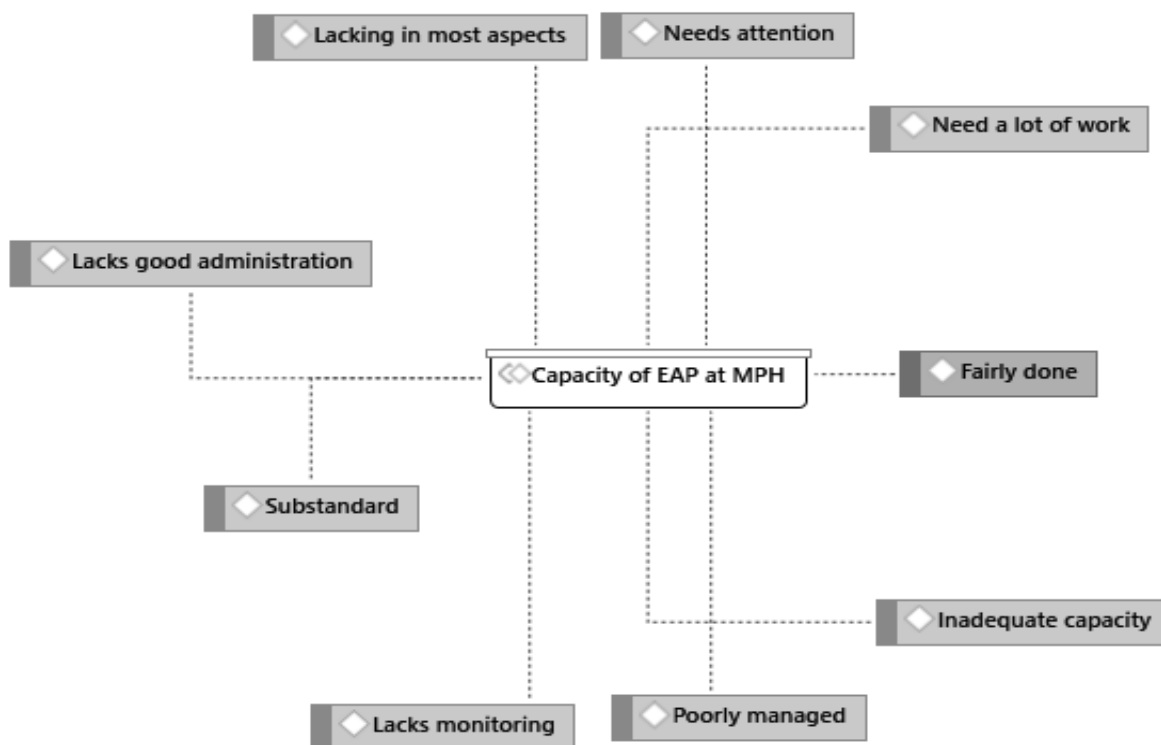 Lacking in most aspects
Needs attention
Need a lot of work
Lacks good administration
Capacity of EAP at MPH
Fairly done
Substandard
Inadequate capacity
Lacks monitoring
Poorly managed